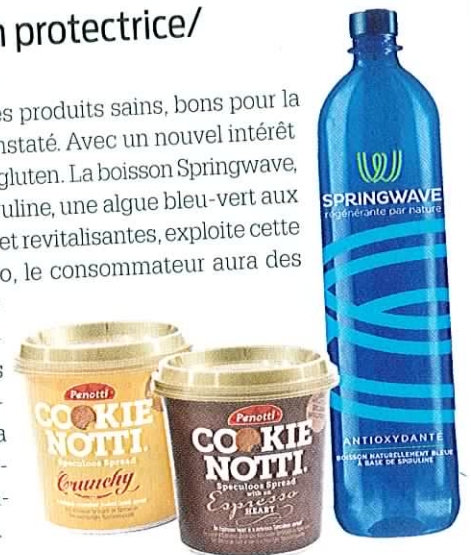 n protectrice/
es produits sains, bons pour la
nstaté. Avec un nouvel intérêt
gluten. La boisson Springwave,
uline, une algue bleu-vert aux
et revitalisantes, exploite cette
o, le consommateur aura des
s
a
SPRINGWAVE
régénérante par nature
ANTIOXYDANTE
BOISSON NATURELLEMENT BLEUE
À BASE DE SPIRULINE
Penotti
COOKIE
NOTTI.
Speculoos Spread
Crunchy
Penotti
COOKIE
NOTTI.
Speculoos Spread
with an
Espresso
HEART